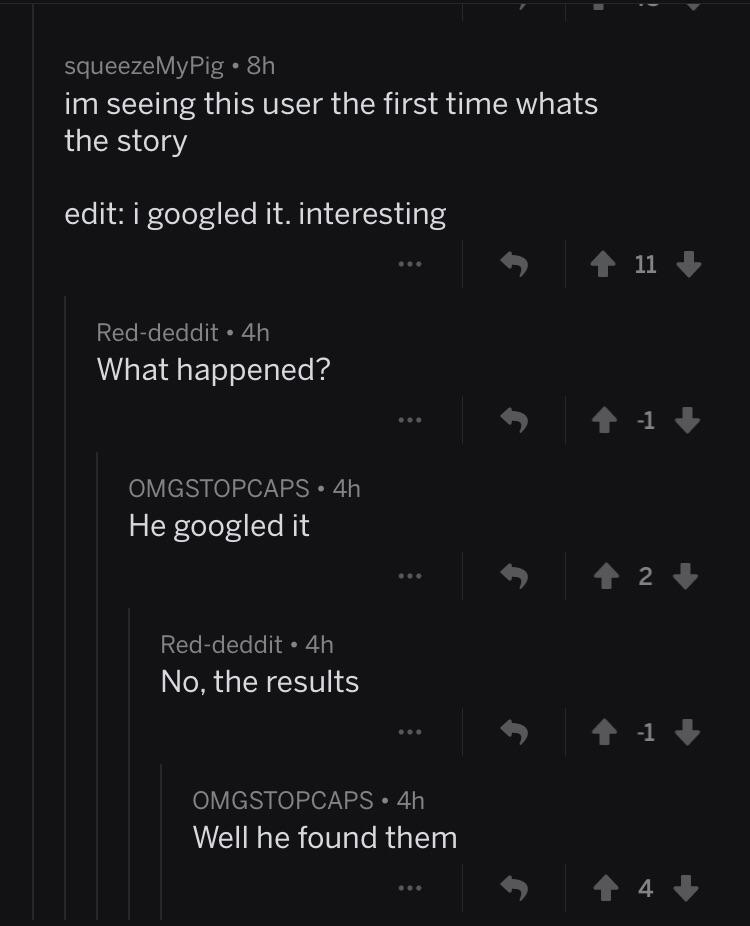 squeezeMyPig • 8h
im seeing this user the first time whats
the story
edit: i googled it. interesting
11
Red-deddit • 4h
What happened?
-1
OMGSTOPCAPS • 4h
He googled it
2
Red-deddit • 4h
No, the results
-1
OMGSTOPCAPS • 4h
Well he found them
4